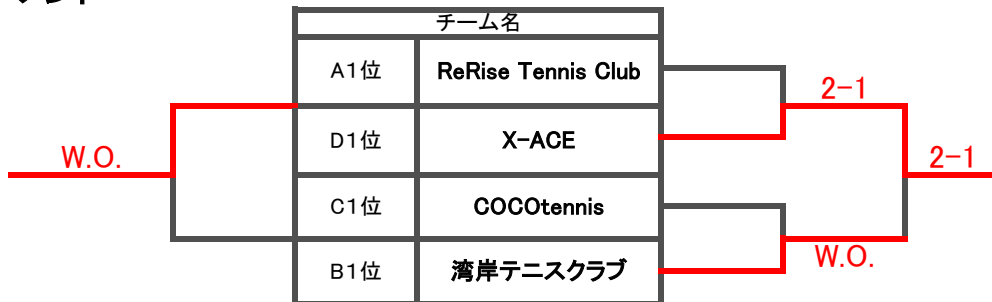 チーム名
A1位 ReRise Tennis Club
2-1
D1位 X-ACE
W.O.
2-1
C1位 COCOtennis
W.O.
B1位 湾岸テニスクラブ